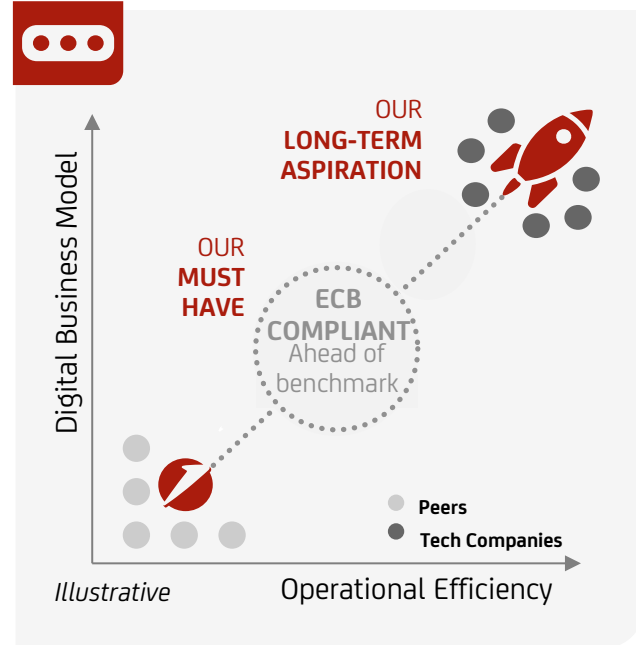 OUR
LONG-TERM
ASPIRATION
OUR
MUST
HAVE
ECB
COMPLIANT
Ahead of
benchmark
Digital Business Model
Peers
Tech Companies
Illustrative
Operational Efficiency